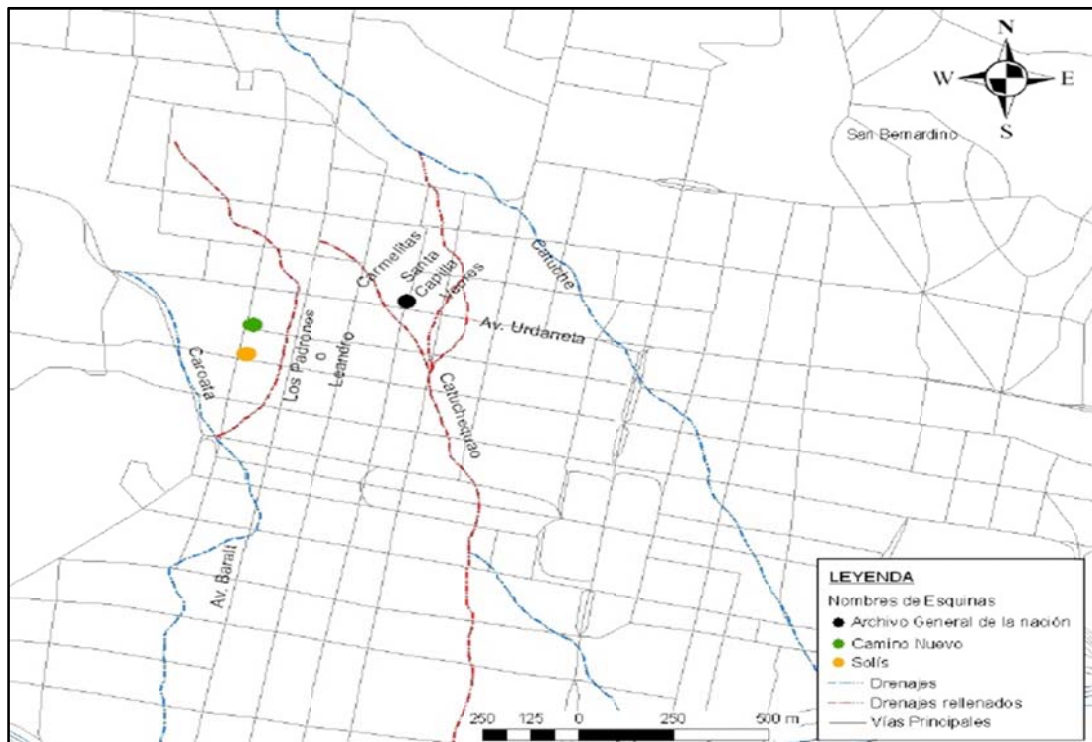 N
W E
S
San Bernardino
Carmelitas
Santa
Capilla
Veroes
Catuche
Av. Urdaneta
Los Padrones
o
Leandro
Caroata
Catuchequao
Av. Baralt
LEYENDA
Nombres de Esquinas
Archivo General de la nación
Camino Nuevo
Solís
Drenajes
Drenajes rellenados
Vías Principales
250 125 0 250 500 m